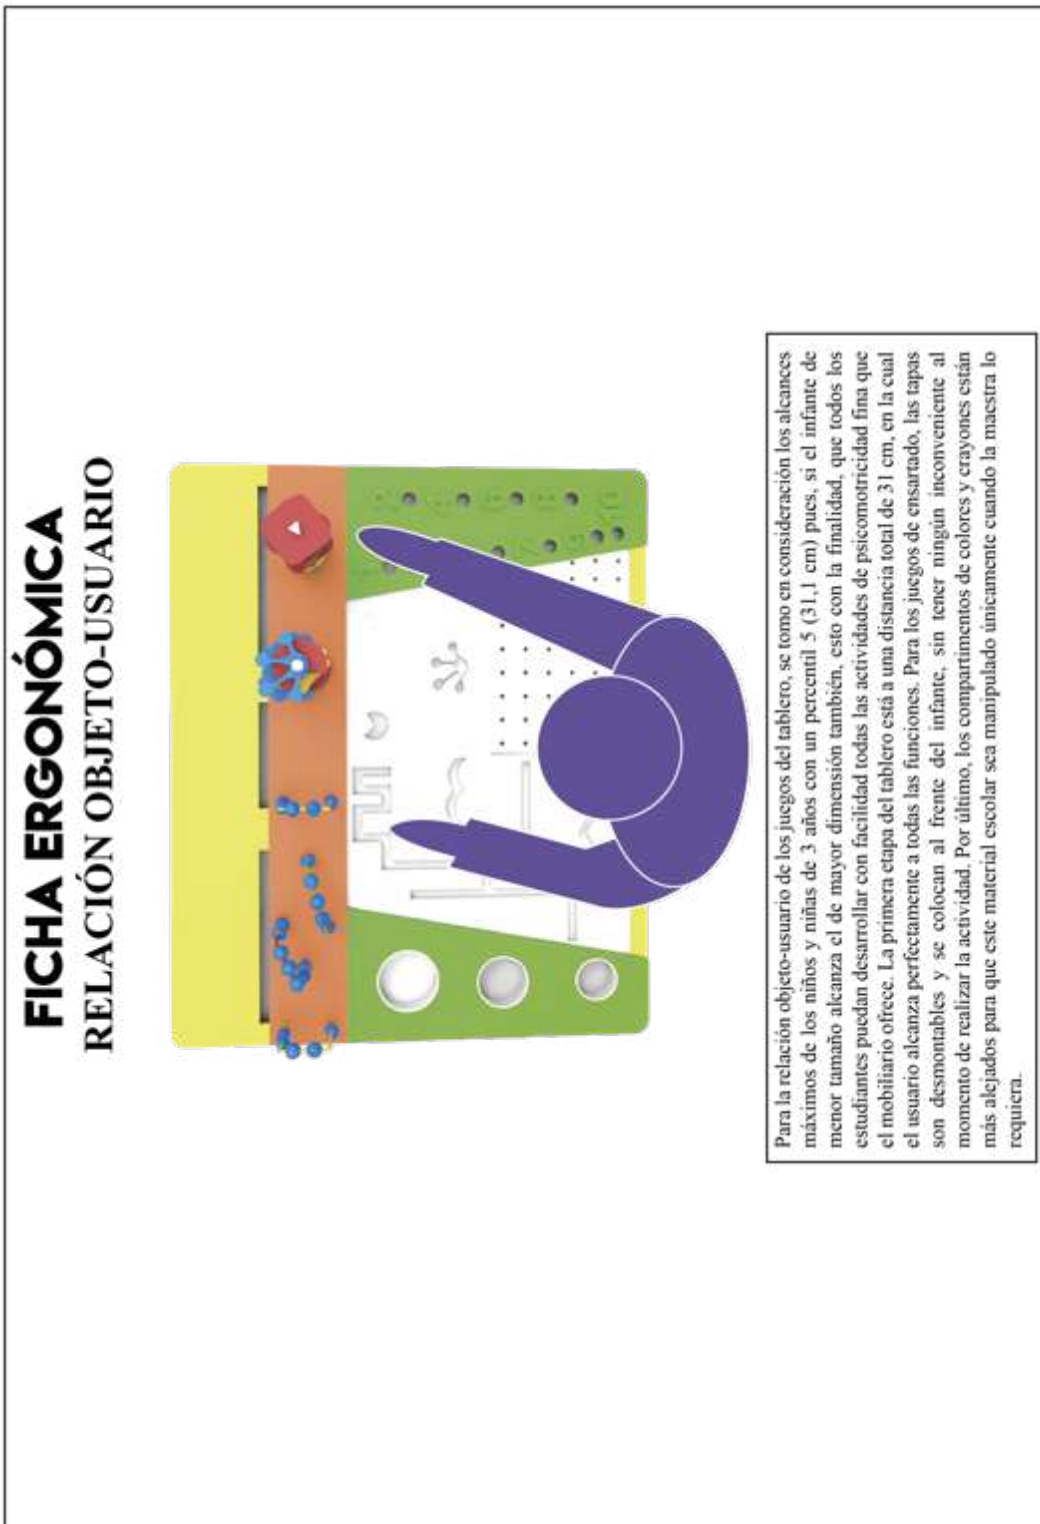 FICHA ERGONÓMICA
RELACIÓN OBJETO-USUARIO
Para la relación objeto-usuario de los juegos del tablero, se tomo en consideración los alcances
máximos de los niños y niñas de 3 años con un percentil 5 (31,1 cm) pues, si el infante de
menor tamaño alcanza el de mayor dimensión también, esto con la finalidad, que todos los
estudiantes puedan desarrollar con facilidad todas las actividades de psicomotricidad fina que
el mobiliario ofrece. La primera etapa del tablero está a una distancia total de 31 cm, en la cual
el usuario alcanza perfectamente a todas las funciones. Para los juegos de ensartado, las tapas
son desmontables y se colocan al frente del infante, sin tener ningún inconveniente al
momento de realizar la actividad. Por último, los compartimentos de colores y crayones están
más alejados para que este material escolar sea manipulado únicamente cuando la maestra lo
requiera.